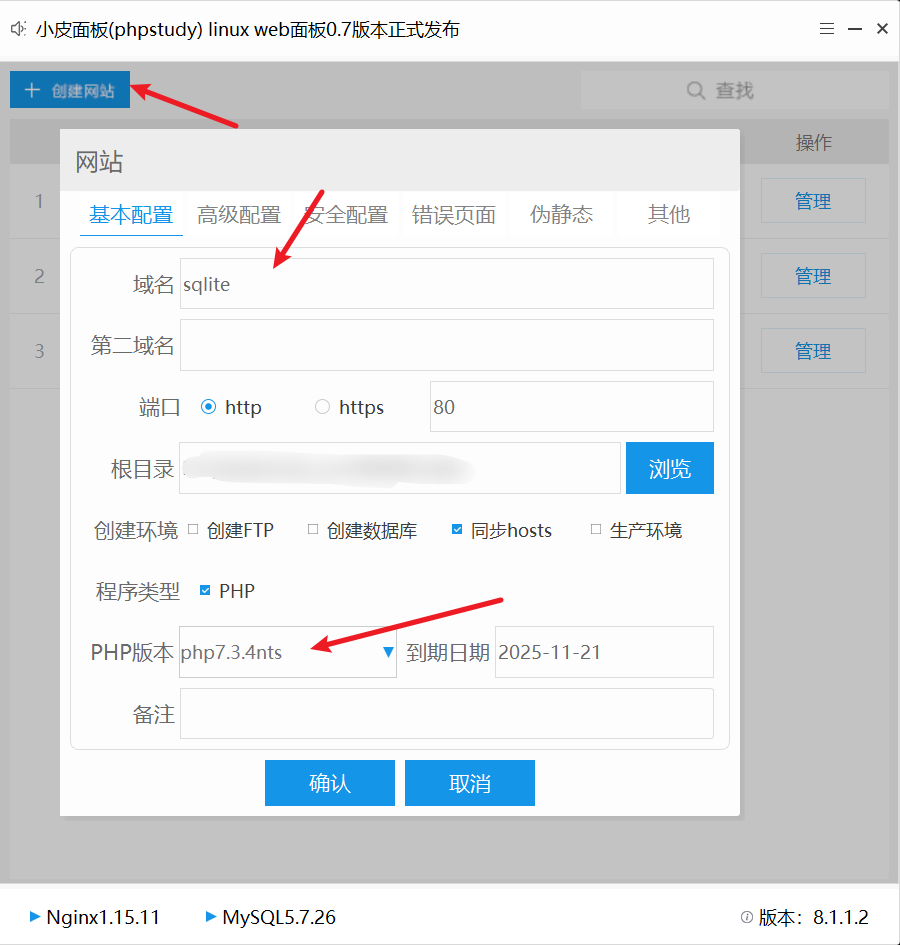 小皮面板(phpstudy) linux web面板0.7版本正式发布
创建网站
查找
操作
网站
基本配置 高级配置 安全配置 错误页面 伪静态 其他
1 管理
2 管理
3 管理
域名 sqlite
第二域名
端口 http https 80
根目录 浏览
创建环境 创建FTP 创建数据库 同步hosts 生产环境
程序类型 PHP
PHP版本 php7.3.4nts 到期日期 2025-11-21
备注
确认 取消
Nginx1.15.11 MySQL5.7.26 版本：8.1.1.2